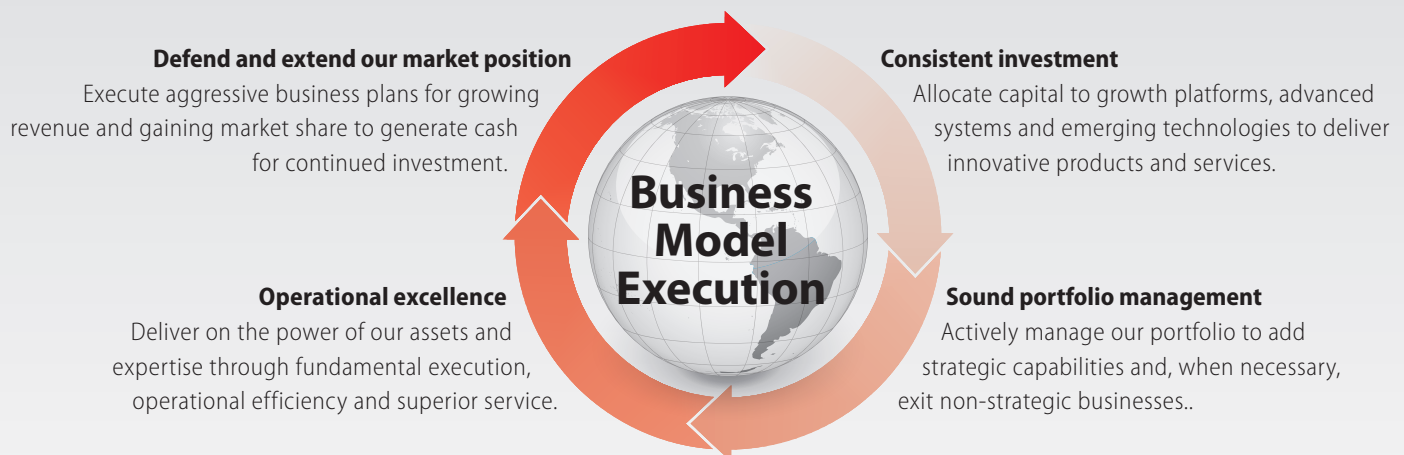 Defend and extend our market position
Execute aggressive business plans for growing
revenue and gaining market share to generate cash
for continued investment.
Consistent investment
Allocate capital to growth platforms, advanced
systems and emerging technologies to deliver
innovative products and services.
Business
Model
Execution
Operational excellence
Deliver on the power of our assets and
expertise through fundamental execution,
operational efficiency and superior service.
Sound portfolio management
Actively manage our portfolio to add
strategic capabilities and, when necessary,
exit non-strategic businesses..